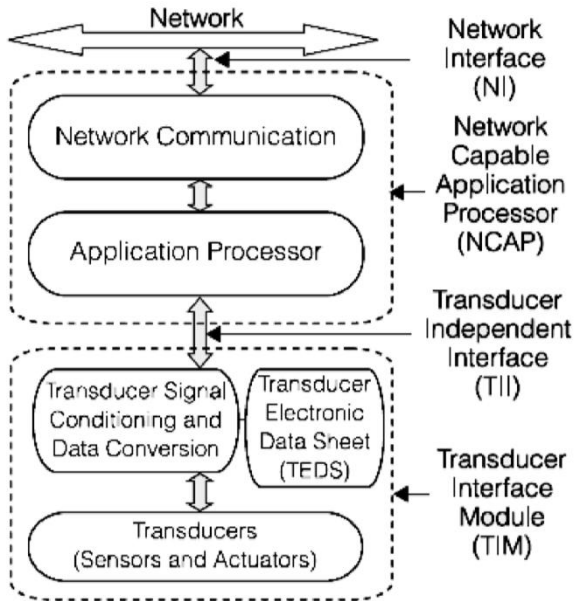 Network
Network
Interface
(NI)
Network Communication
Application Processor
Network
Capable
Application
Processor
(NCAP)
Transducer
Independent
Interface
(TII)
Transducer Signal
Conditioning and
Data Conversion
Transducer
Electronic
Data Sheet
(TEDS)
Transducers
(Sensors and Actuators)
Transducer
Interface
Module
(TIM)